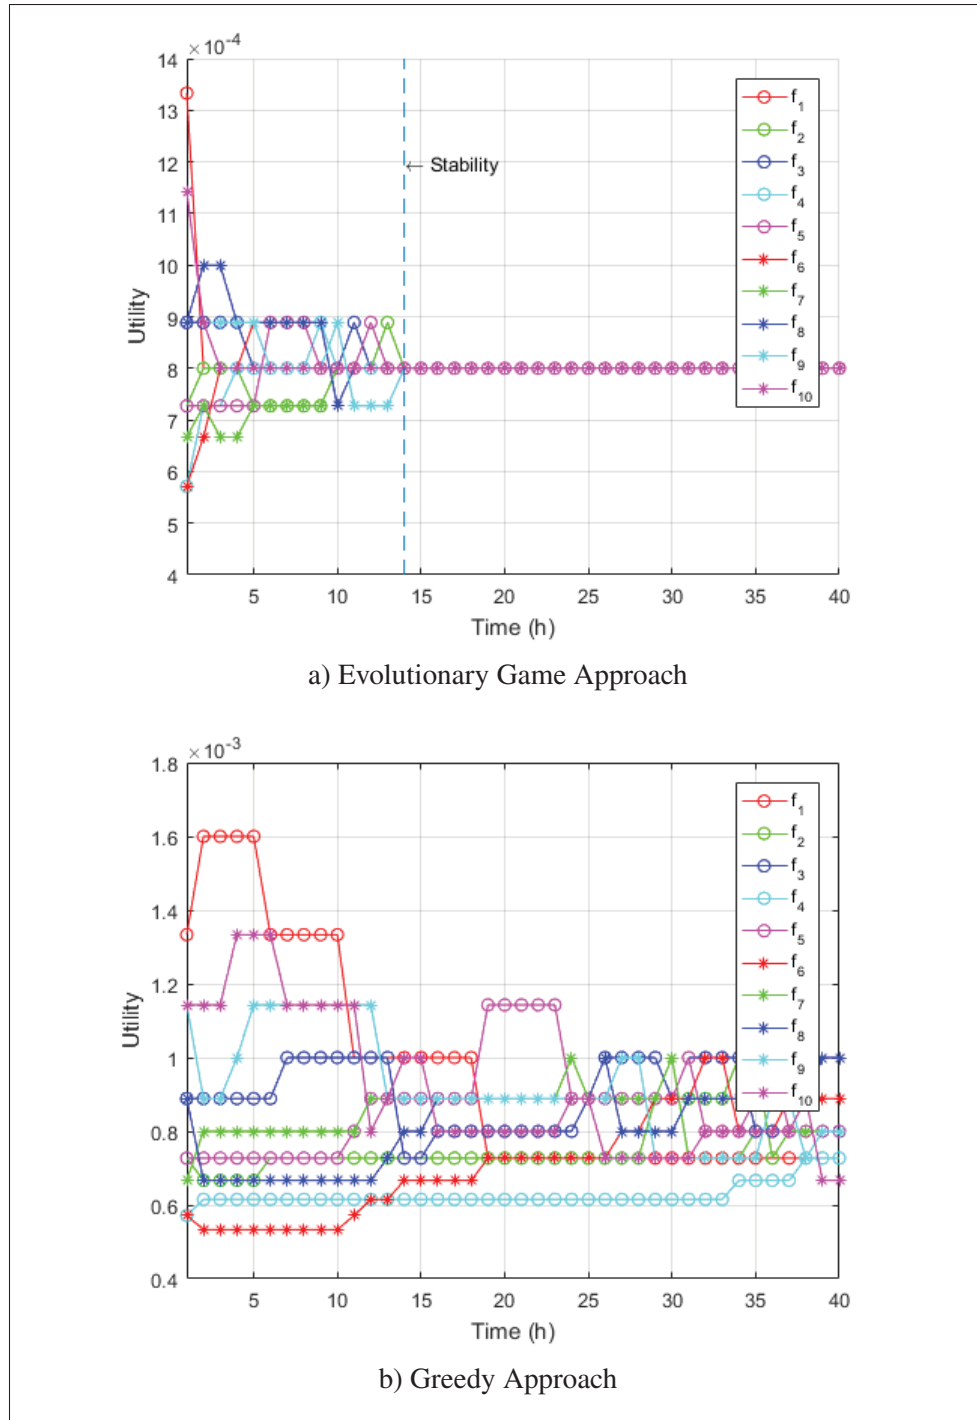 ×10⁻⁴
14
13
12
11
10
9
8
7
6
5
4
Utility
← Stability
f₁
f₂
f₃
f₄
f₅
f₆
f₇
f₈
f₉
f₁₀
5 10 15 20 25 30 35 40
Time (h)
a) Evolutionary Game Approach
×10⁻³
1.8
1.6
1.4
1.2
1
0.8
0.6
0.4
Utility
f₁
f₂
f₃
f₄
f₅
f₆
f₇
f₈
f₉
f₁₀
5 10 15 20 25 30 35 40
Time (h)
b) Greedy Approach